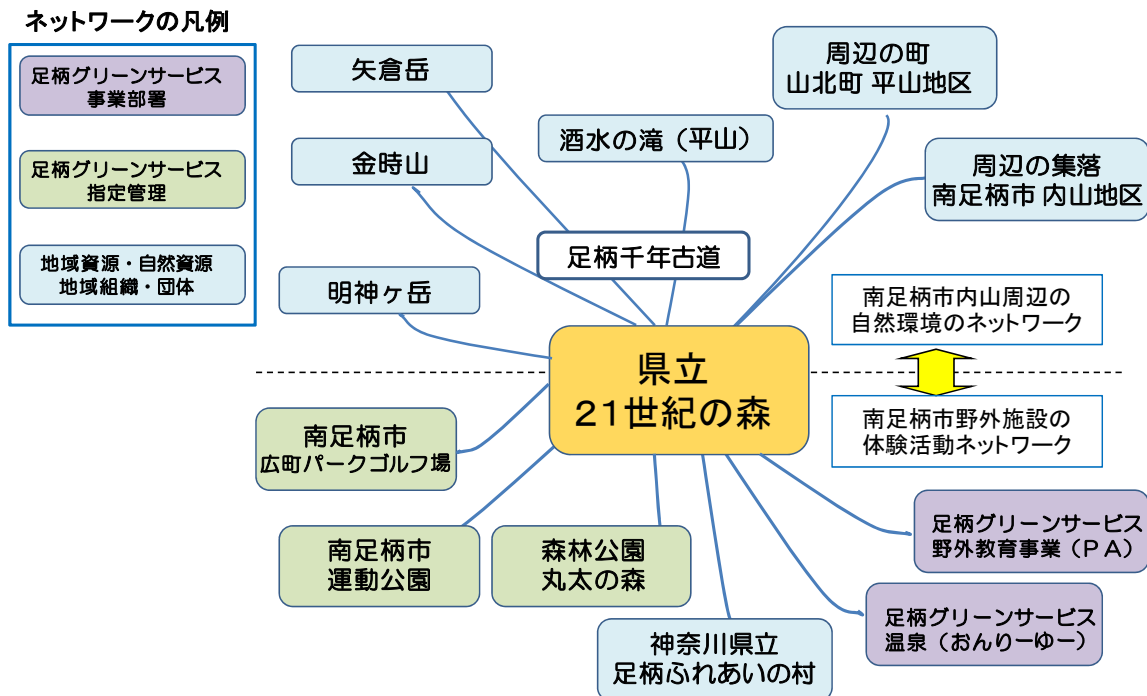 ネットワークの凡例
足柄グリーンサービス
事業部署
足柄グリーンサービス
指定管理
地域資源・自然資源
地域組織・団体
矢倉岳
金時山
明神ヶ岳
酒水の滝（平山）
足柄千年古道
周辺の町
山北町 平山地区
周辺の集落
南足柄市 内山地区
南足柄市内山周辺の
自然環境のネットワーク
県立
２１世紀の森
南足柄市野外施設の
体験活動ネットワーク
南足柄市
広町パークゴルフ場
南足柄市
運動公園
森林公園
丸太の森
神奈川県立
足柄ふれあいの村
足柄グリーンサービス
野外教育事業（ＰＡ）
足柄グリーンサービス
温泉（おんりーゆー）